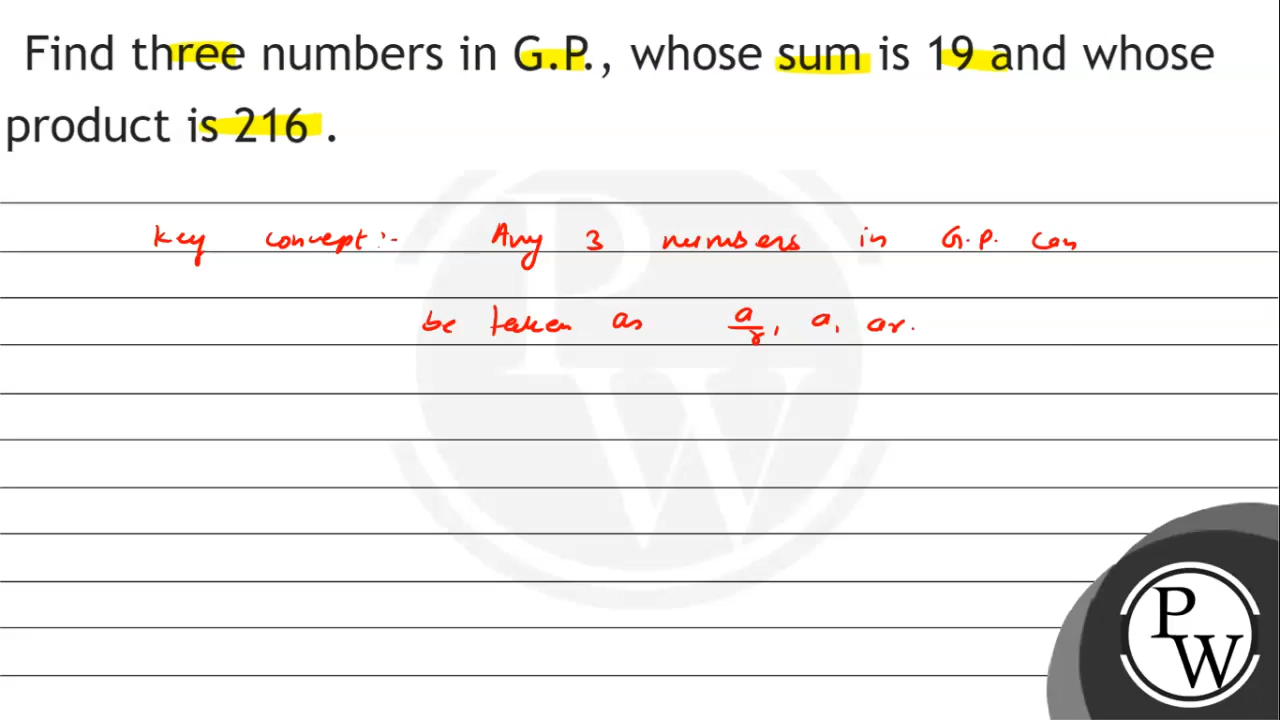 Find three numbers in G.P., whose sum is 19 and whose
product is 216 .
Key concept:- Any 3 numbers in G.P. can
be taken as a/r, a, ar.
P
W
P
W